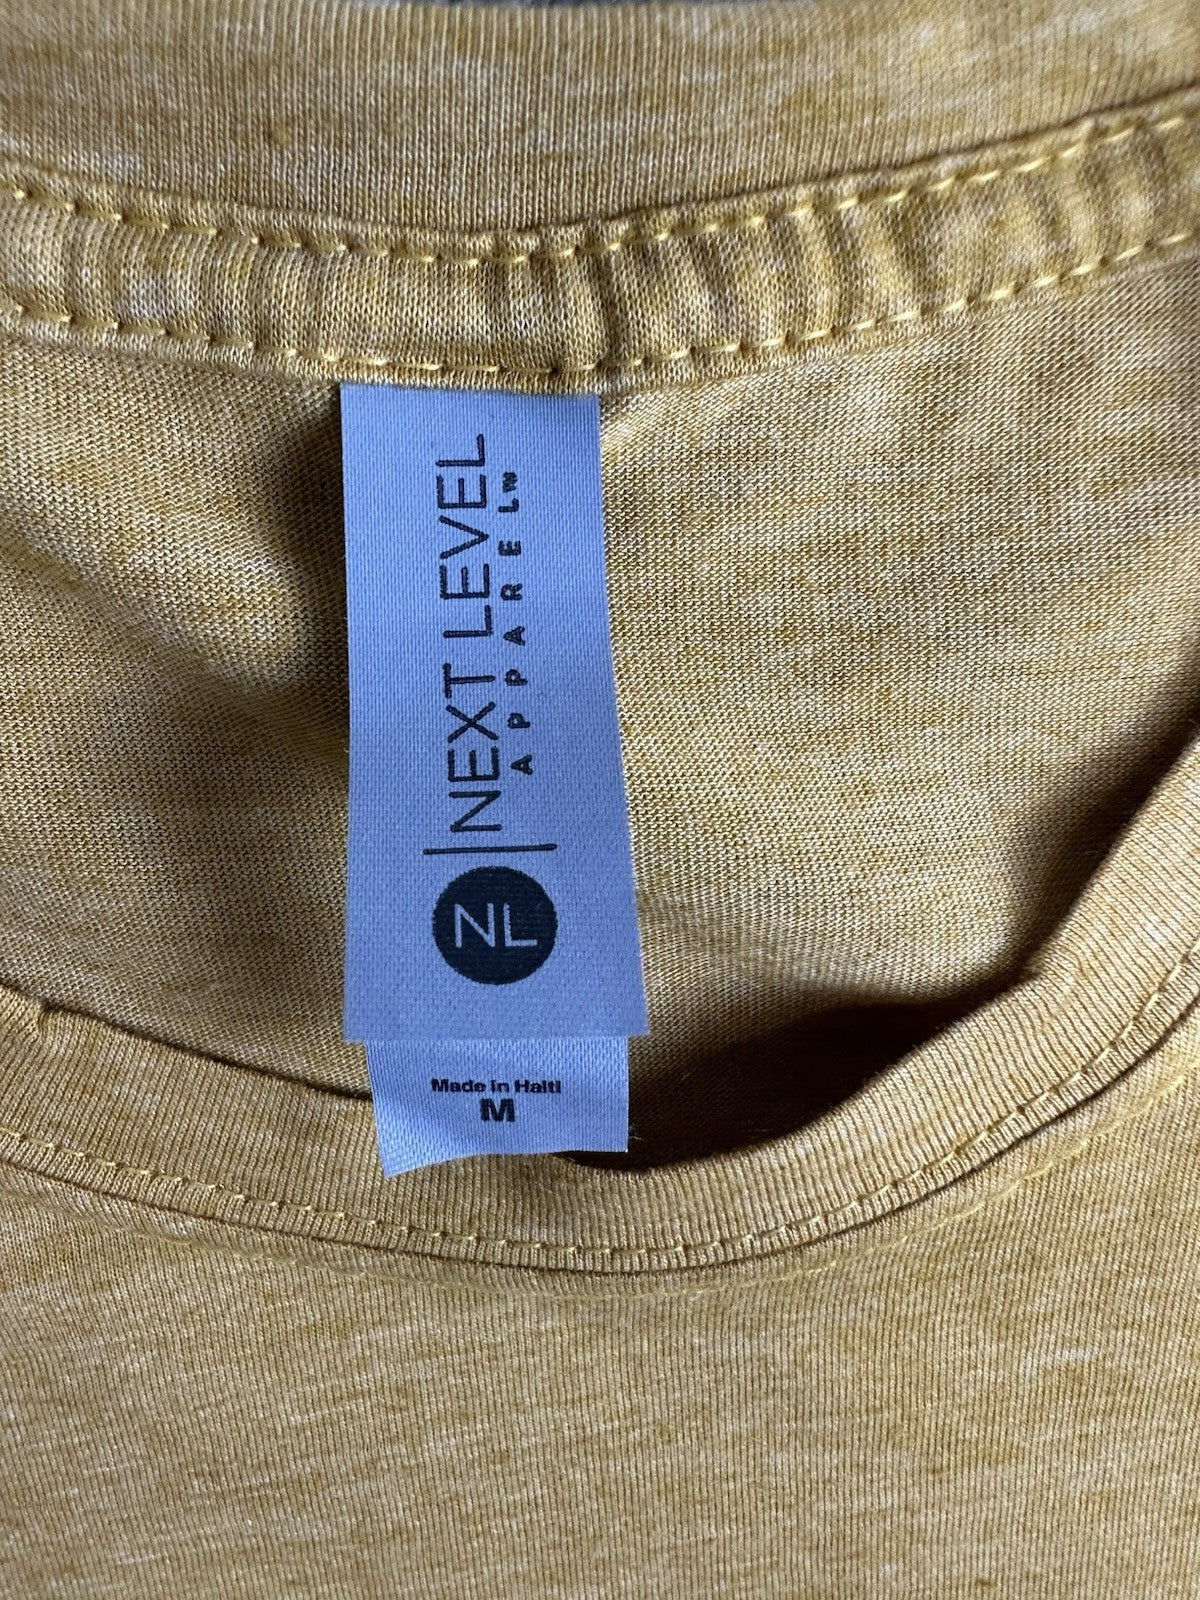 NEXT LEVEL
APPAREL™
NL
Made in Haiti
M